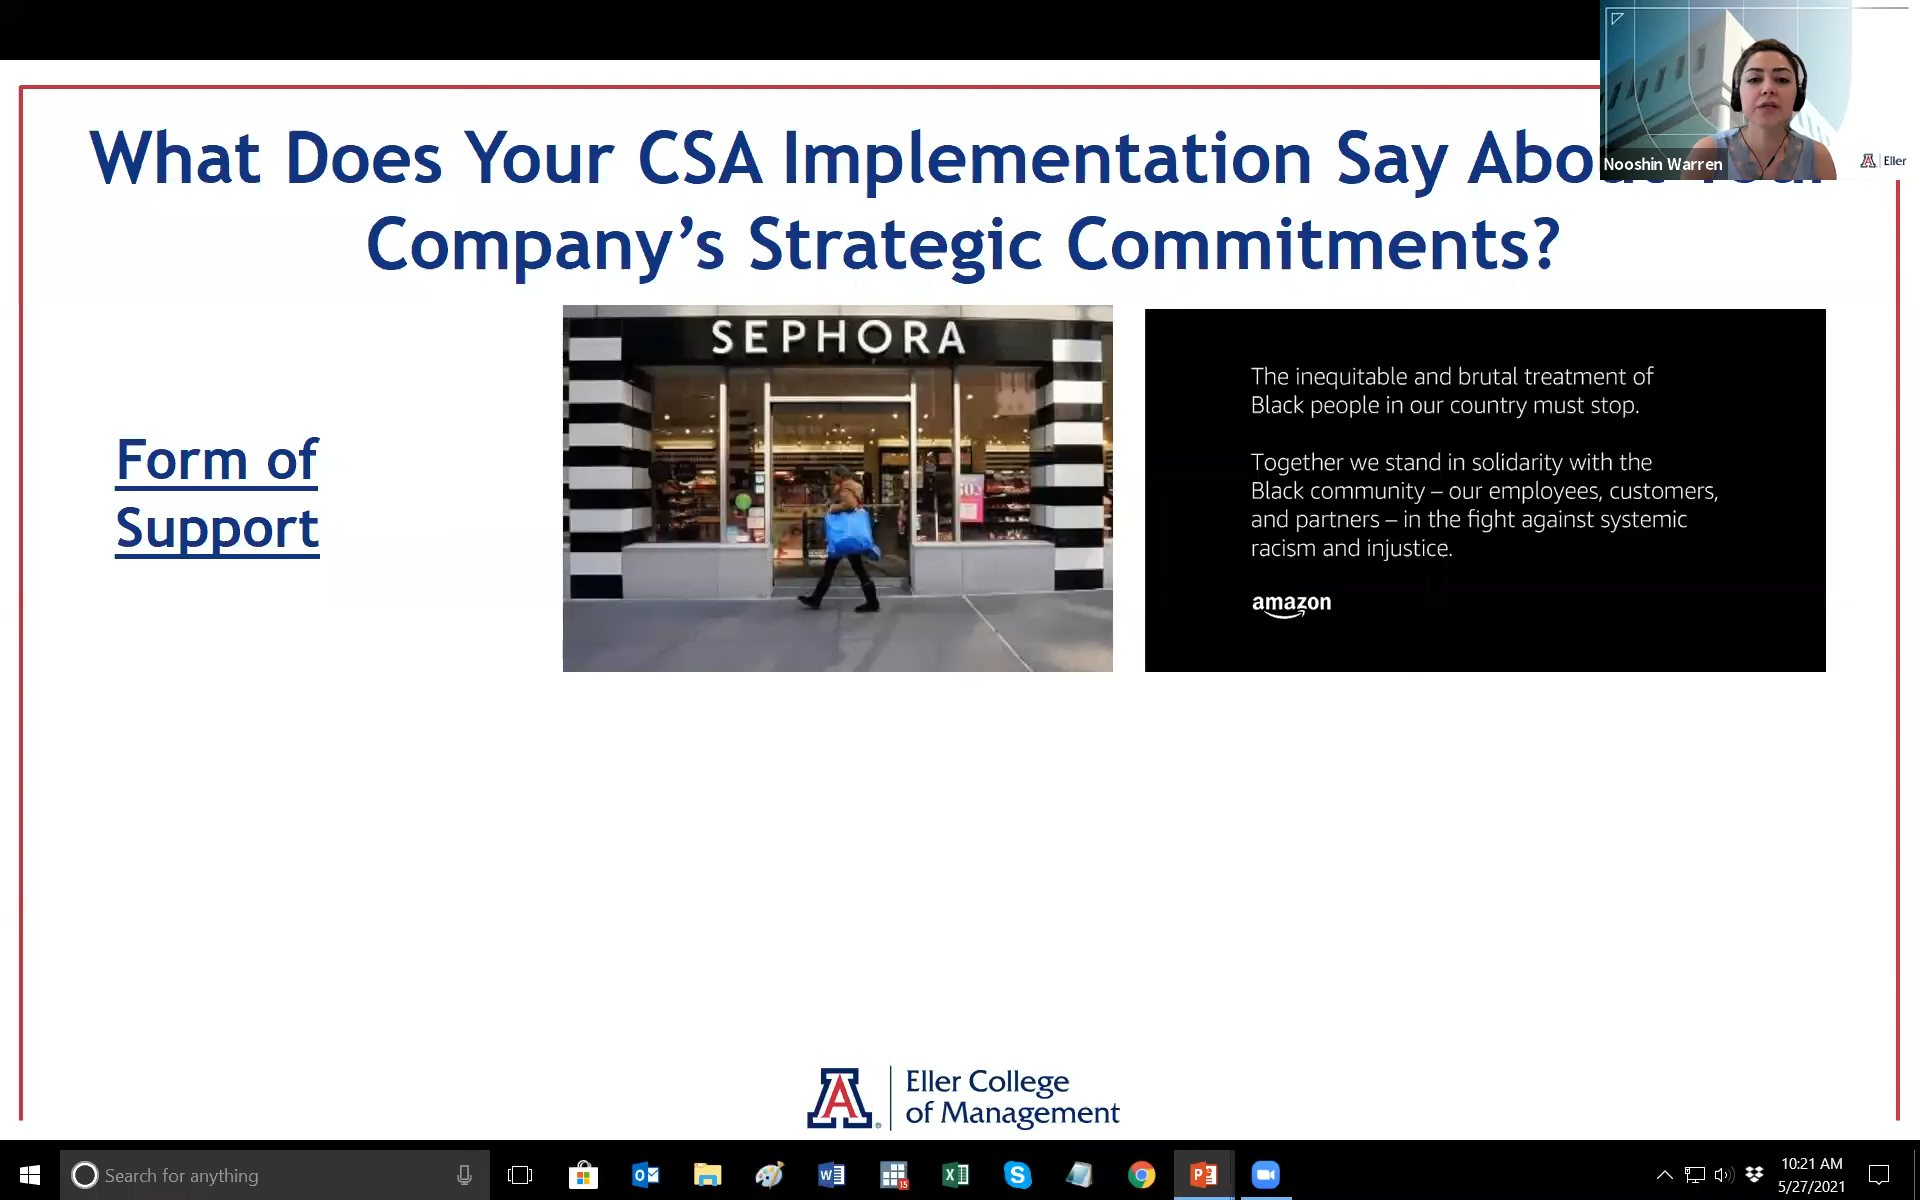 What Does Your CSA Implementation Say About Your
Company's Strategic Commitments?
Nooshin Warren
Eller
Form of
Support
SEPHORA
The inequitable and brutal treatment of
Black people in our country must stop.
Together we stand in solidarity with the
Black community – our employees, customers,
and partners – in the fight against systemic
racism and injustice.
amazon
Eller College
of Management
Search for anything
15
10:21 AM
5/27/2021